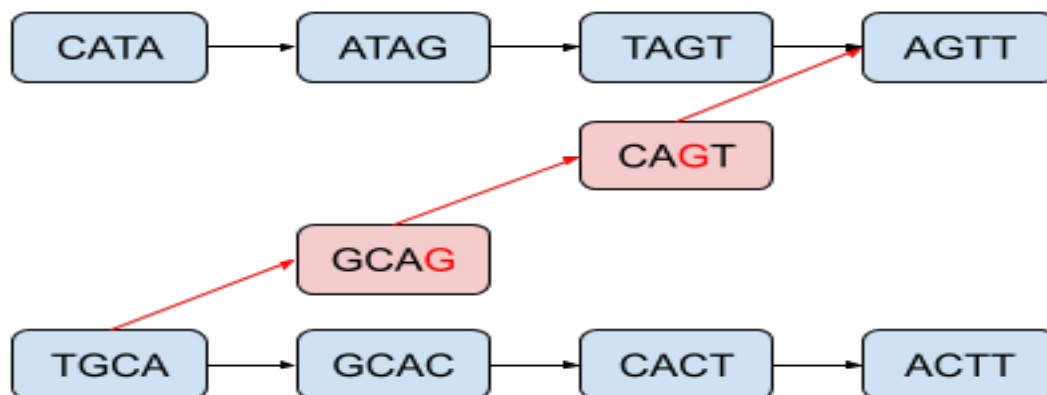 CATA ATAG TAGT AGTT
CAGT
GCAG
TGCA GCAC CACT ACTT